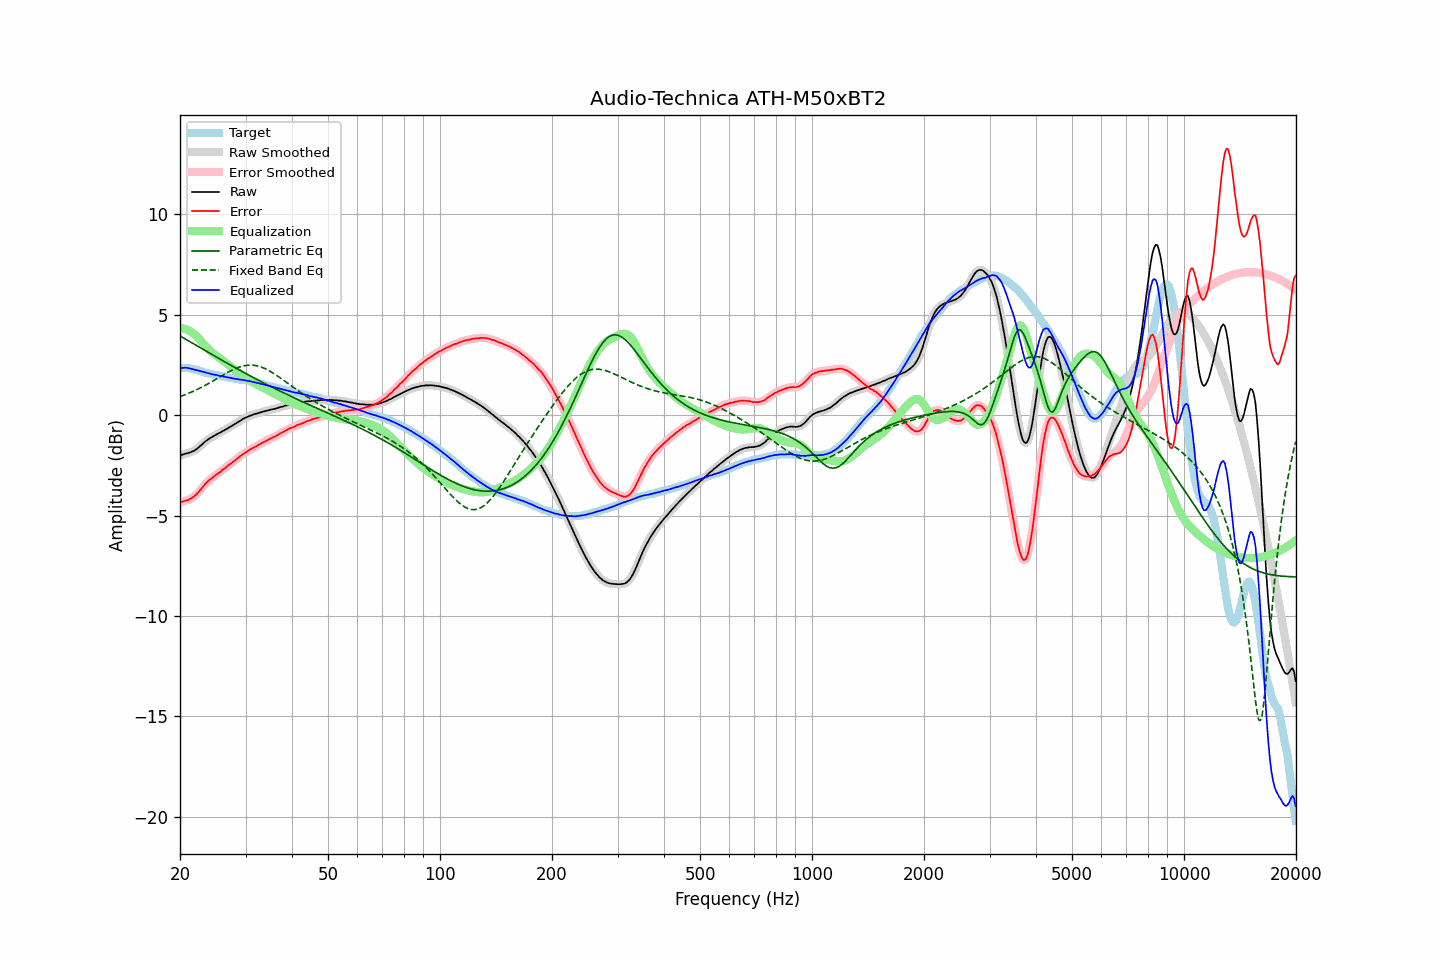 Audio-Technica ATH-M50xBT2
Target
Raw Smoothed
Error Smoothed
Raw
Error
Equalization
Parametric Eq
Fixed Band Eq
Equalized
Amplitude (dBr)
10
5
0
−5
−10
−15
−20
20 50 100 200 500 1000 2000 5000 10000 20000
Frequency (Hz)